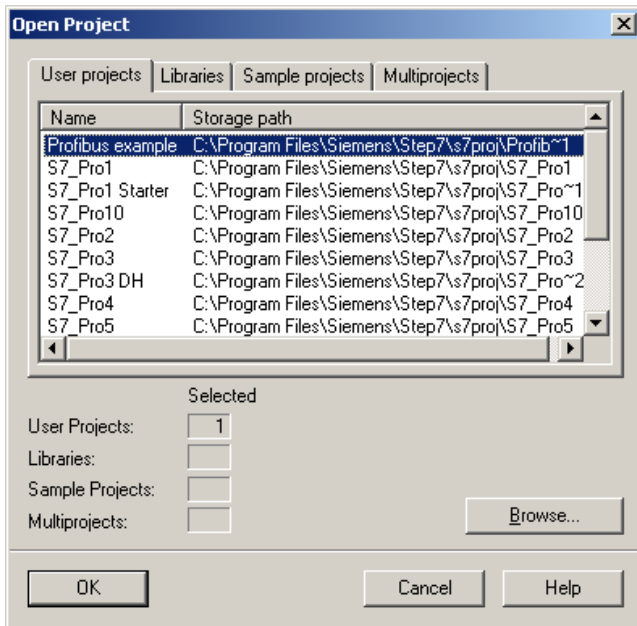 Open Project
User projects Libraries Sample projects Multiprojects
Name Storage path
Profibus example C:\Program Files\Siemens\Step7\s7proj\Profib~1
S7_Pro1 C:\Program Files\Siemens\Step7\s7proj\S7_Pro1
S7_Pro1 Starter C:\Program Files\Siemens\Step7\s7proj\S7_Pro~1
S7_Pro10 C:\Program Files\Siemens\Step7\s7proj\S7_Pro10
S7_Pro2 C:\Program Files\Siemens\Step7\s7proj\S7_Pro2
S7_Pro3 C:\Program Files\Siemens\Step7\s7proj\S7_Pro3
S7_Pro3 DH C:\Program Files\Siemens\Step7\s7proj\S7_Pro~2
S7_Pro4 C:\Program Files\Siemens\Step7\s7proj\S7_Pro4
S7_Pro5 C:\Program Files\Siemens\Step7\s7proj\S7_Pro5
Selected
User Projects: 1
Libraries:
Sample Projects:
Multiprojects:
Browse...
OK Cancel Help